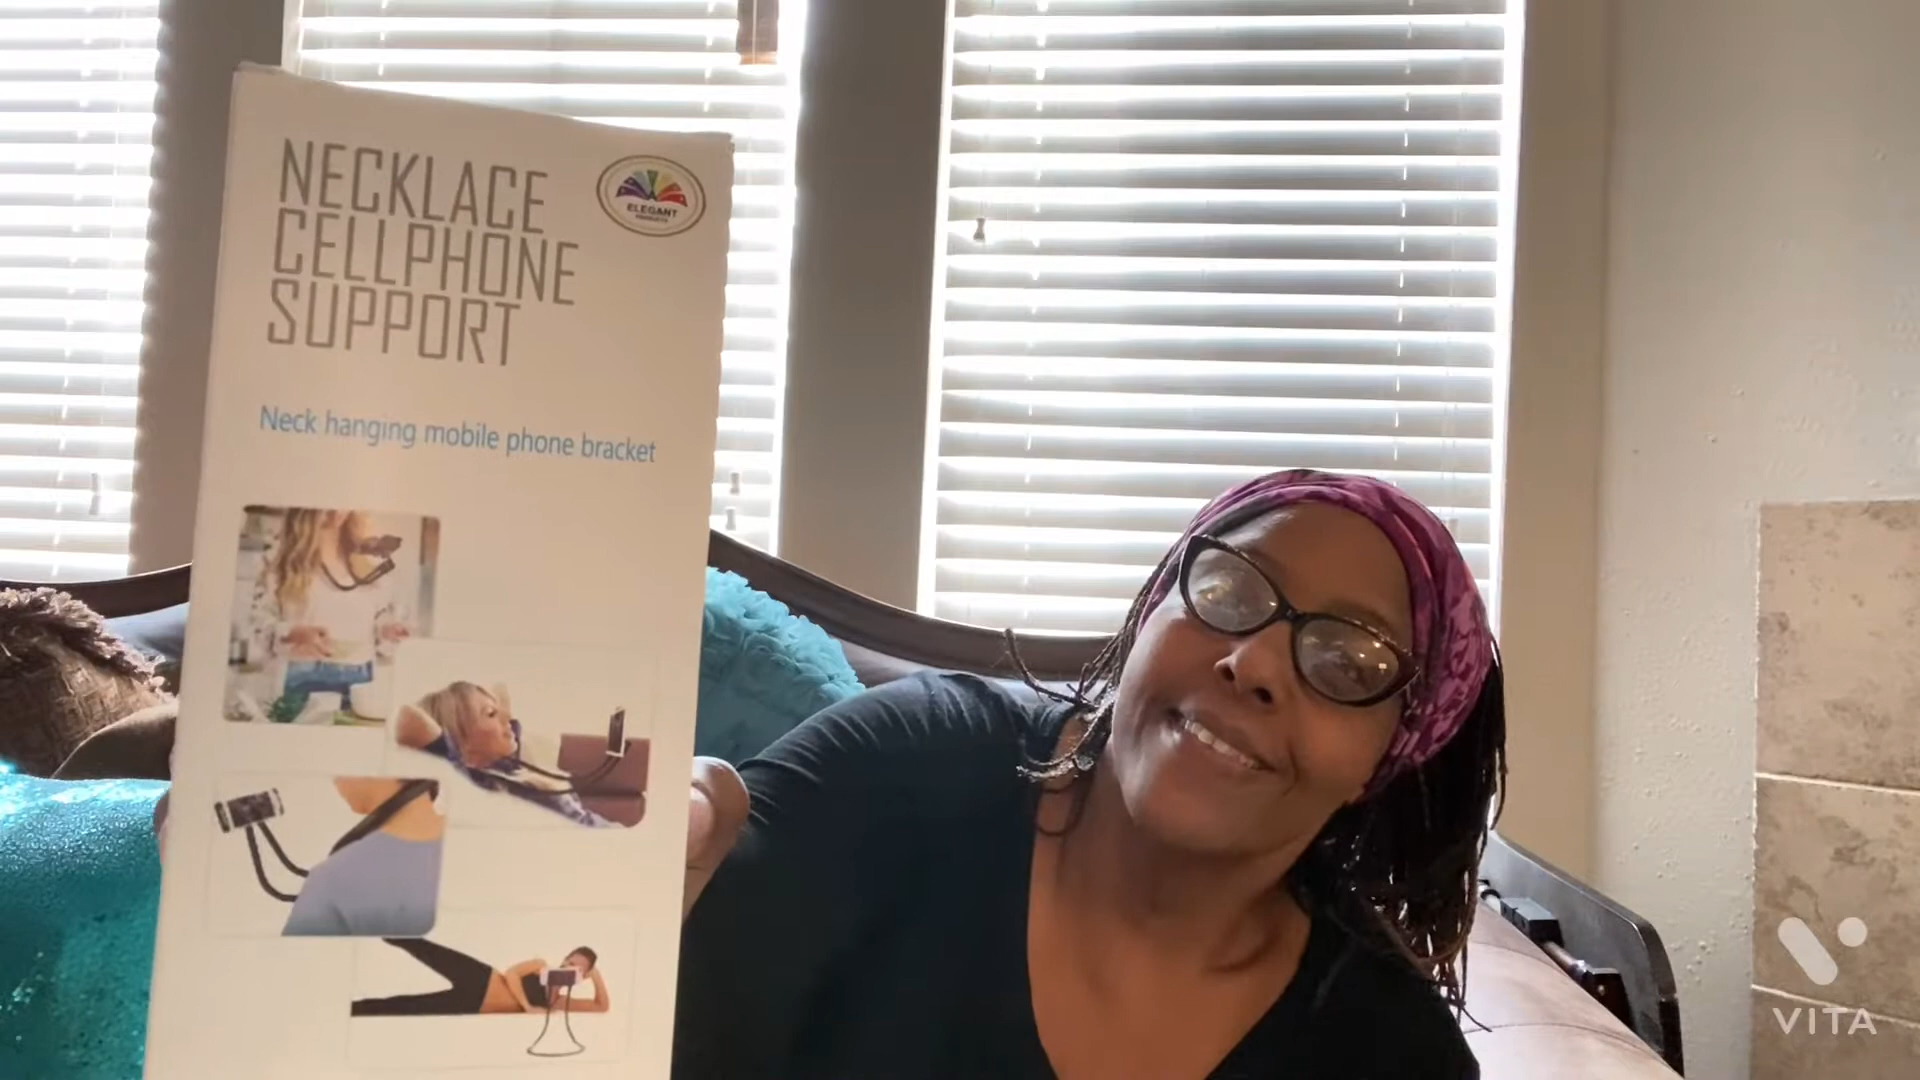 NECKLACE
CELLPHONE
SUPPORT
ELEGANT
Neck hanging mobile phone bracket
VITA